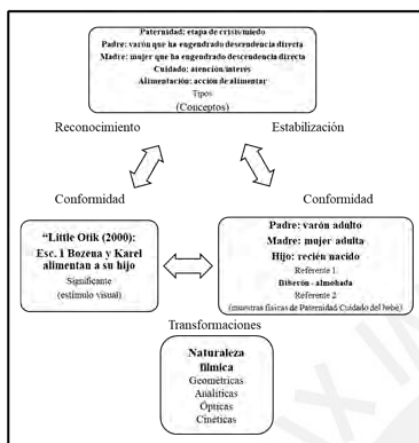 Paternidad: etapa de crisis/miedo
Padre: varón que ha engendrado descendencia directa
Madre: mujer que ha engendrado descendencia directa
Cuidado: atención/interés
Alimentación: acción de alimentar
Tipos
(Conceptos)
Reconocimiento
Estabilización
Conformidad
Conformidad
"Little Otik (2000):
Esc. 1 Bozena y Karel
alimentan a su hijo
Significante
(estímulo visual)
Padre: varón adulto
Madre: mujer adulta
Hijo: recién nacido
Referente 1.
Biberón - almohada
Referente 2
(muestras físicas de Paternidad Cuidado del bebé)
Transformaciones
Naturaleza
fílmica
Geométricas
Analíticas
Ópticas
Cinéticas